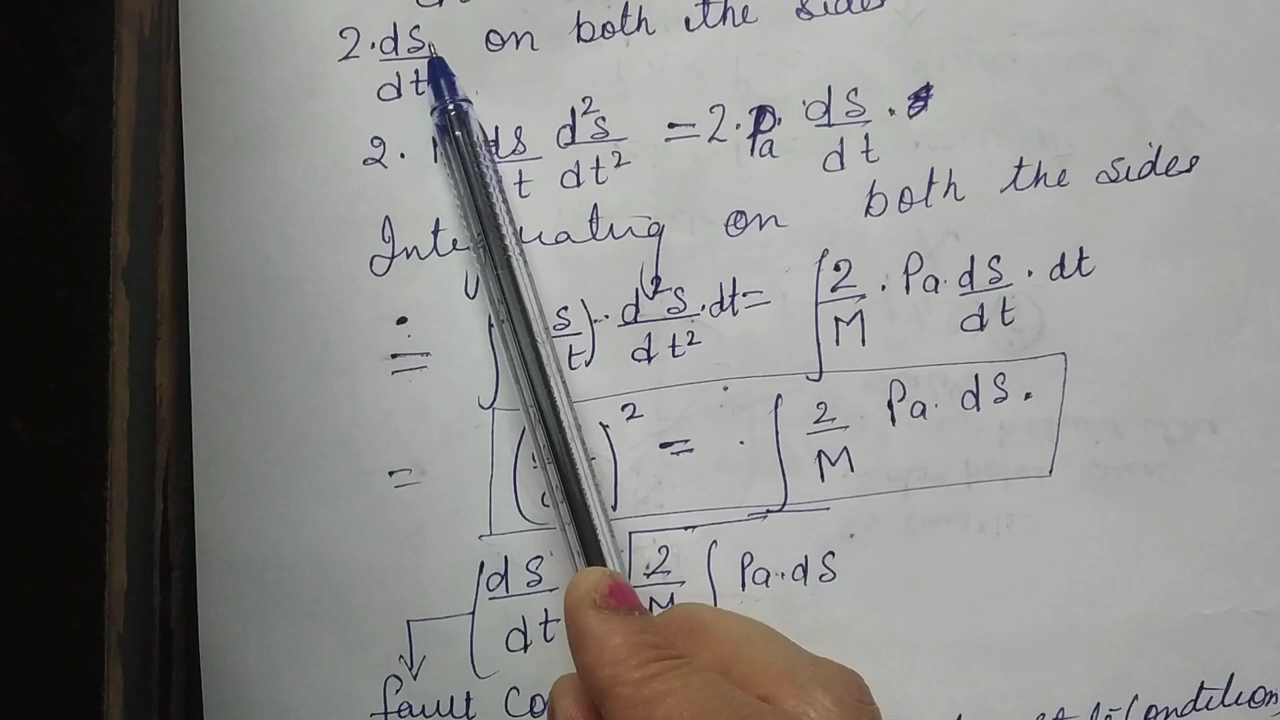 2. ds/dt on both the sides
2. ds/dt d²s/dt² = 2. Pa ds/dt .
Integrating on both the sides
∫ . d²s/dt² . dt = ∫ 2/M . Pa. ds/dt . dt
= ( )² = . ∫ 2/M Pa. ds.
ds/dt √ 2/M ∫ Pa. ds
fault